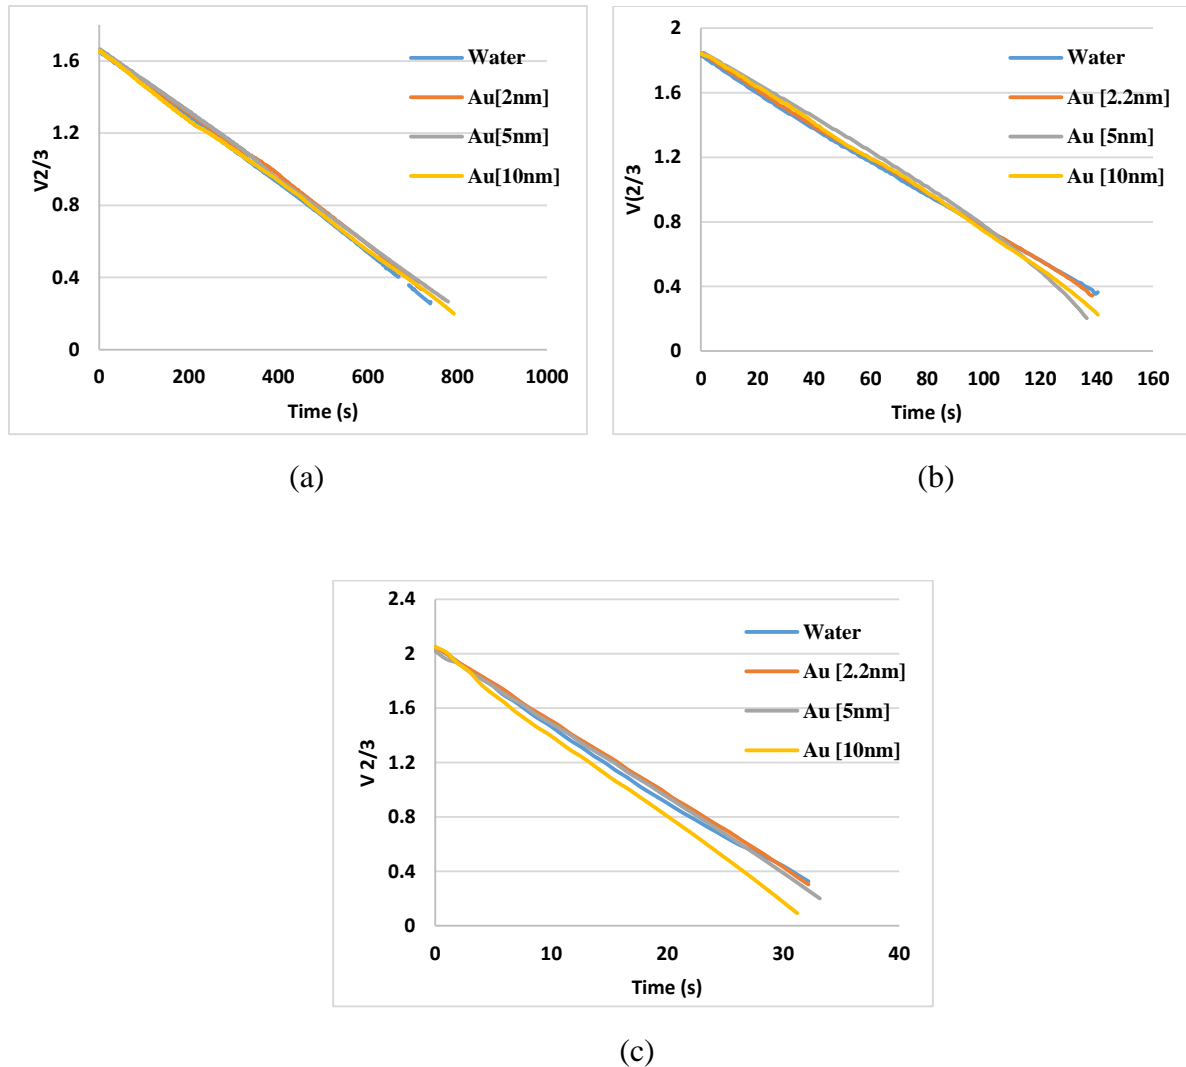 V2/3
1.6
1.2
0.8
0.4
0
0 200 400 600 800 1000
Time (s)
Water
Au[2nm]
Au[5nm]
Au[10nm]
(a)
V(2/3
2
1.6
1.2
0.8
0.4
0
0 20 40 60 80 100 120 140 160
Time (s)
Water
Au [2.2nm]
Au [5nm]
Au [10nm]
(b)
V 2/3
2.4
2
1.6
1.2
0.8
0.4
0
0 10 20 30 40
Time (s)
Water
Au [2.2nm]
Au [5nm]
Au [10nm]
(c)